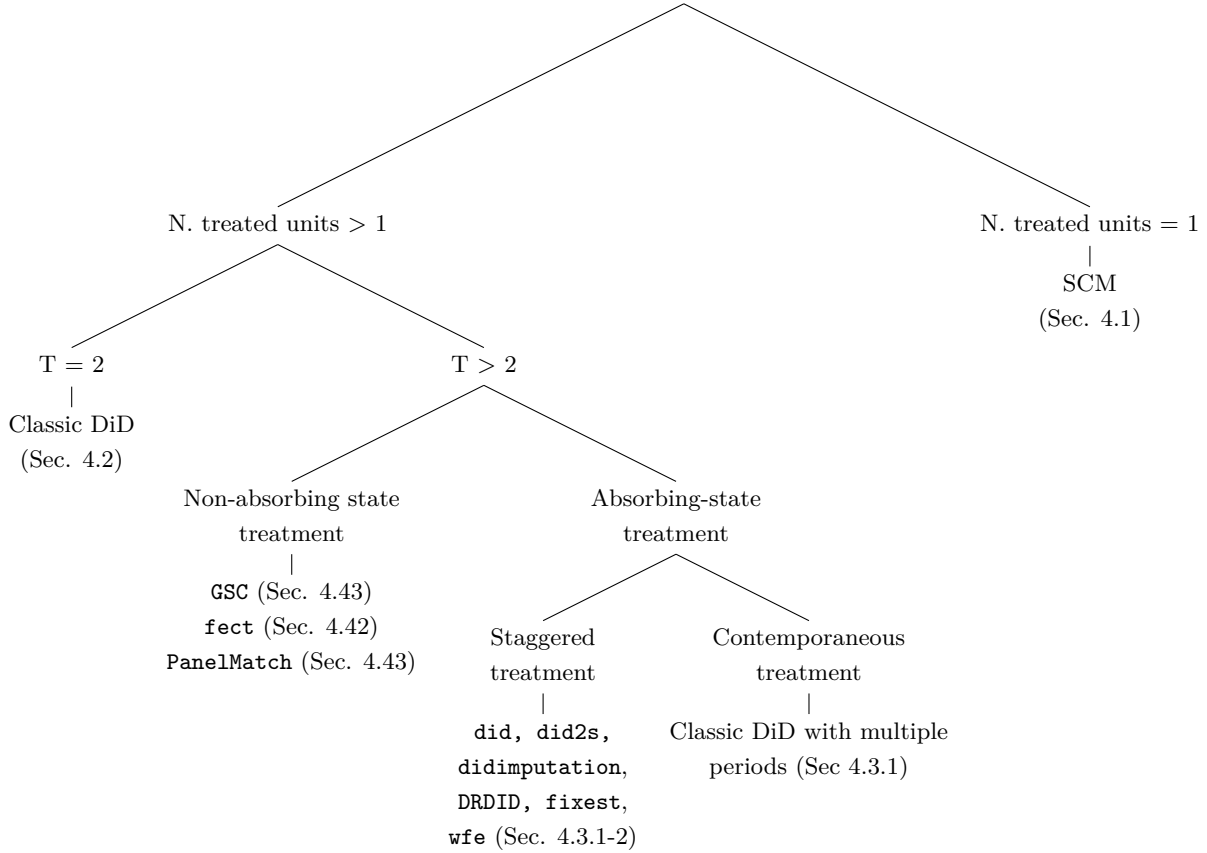 N. treated units > 1
N. treated units = 1
SCM
(Sec. 4.1)
T = 2
Classic DiD
(Sec. 4.2)
T > 2
Non-absorbing state
treatment
GSC (Sec. 4.43)
fect (Sec. 4.42)
PanelMatch (Sec. 4.43)
Absorbing-state
treatment
Staggered
treatment
did, did2s,
didimputation,
DRDID, fixest,
wfe (Sec. 4.3.1-2)
Contemporaneous
treatment
Classic DiD with multiple
periods (Sec 4.3.1)